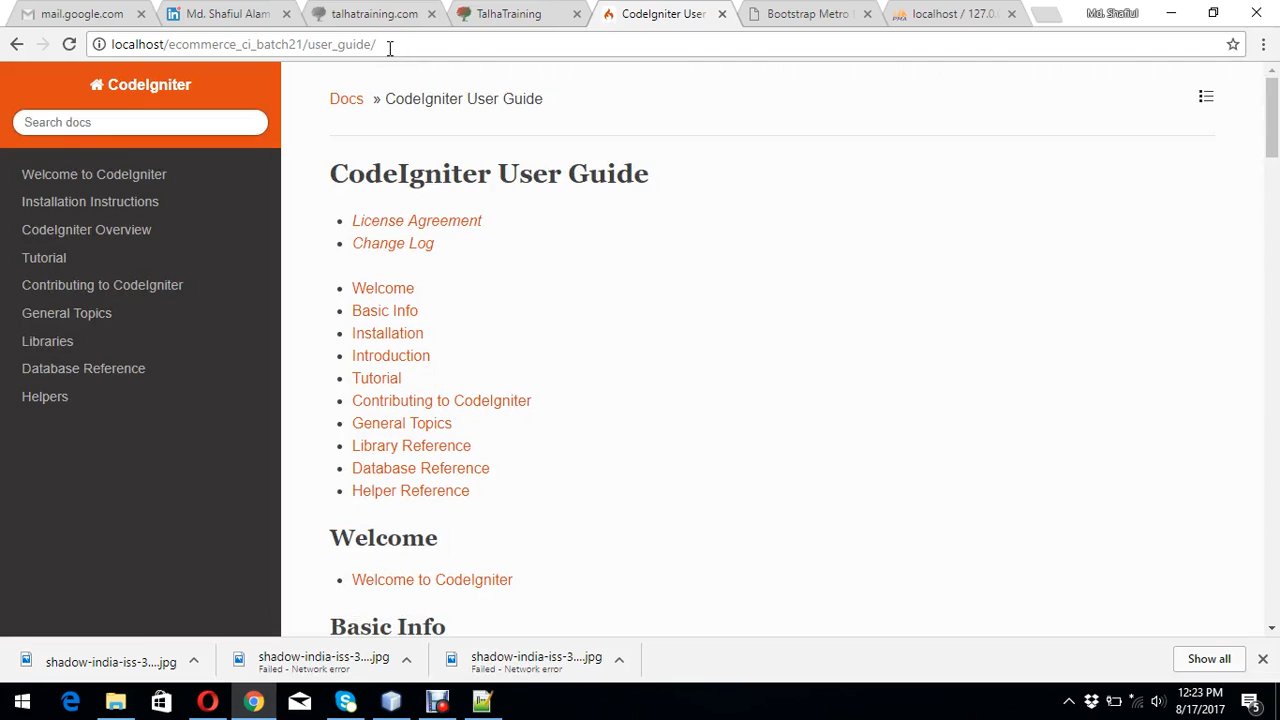 mail.google.com
Md. Shafiul Alam
talhatraining.com
TalhaTraining
CodeIgniter User
Bootstrap Metro
localhost / 127.0.
Md. Shafiul
localhost/ecommerce_ci_batch21/user_guide/
CodeIgniter
Search docs
Welcome to CodeIgniter
Installation Instructions
CodeIgniter Overview
Tutorial
Contributing to CodeIgniter
General Topics
Libraries
Database Reference
Helpers
Docs » CodeIgniter User Guide
CodeIgniter User Guide
• License Agreement
• Change Log
• Welcome
• Basic Info
• Installation
• Introduction
• Tutorial
• Contributing to CodeIgniter
• General Topics
• Library Reference
• Database Reference
• Helper Reference
Welcome
• Welcome to CodeIgniter
Basic Info
shadow-india-iss-3....jpg
shadow-india-iss-3....jpg
Failed - Network error
shadow-india-iss-3....jpg
Failed - Network error
Show all
12:23 PM
8/17/2017
5